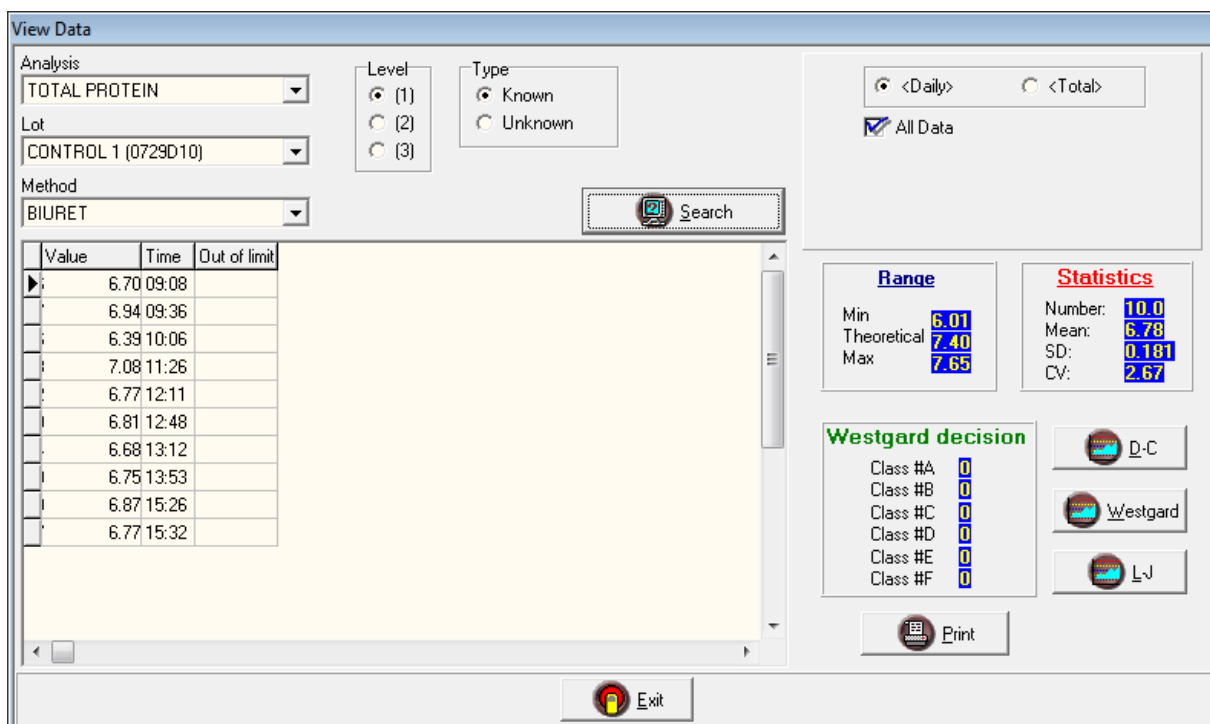 View Data
Analysis
TOTAL PROTEIN
Lot
CONTROL 1 (0729D10)
Method
BIURET
Level
(1)
(2)
(3)
Type
Known
Unknown
Search
<Daily> <Total>
All Data
Value Time Out of limit
6.70 09:08
6.94 09:36
6.39 10:06
7.08 11:26
6.77 12:11
6.81 12:48
6.68 13:12
6.75 13:53
6.87 15:26
6.77 15:32
Range
Min 6.01
Theoretical 7.40
Max 7.65
Statistics
Number: 10.0
Mean: 6.78
SD: 0.181
CV: 2.67
Westgard decision
Class #A 0
Class #B 0
Class #C 0
Class #D 0
Class #E 0
Class #F 0
D-C
Westgard
L-J
Print
Exit